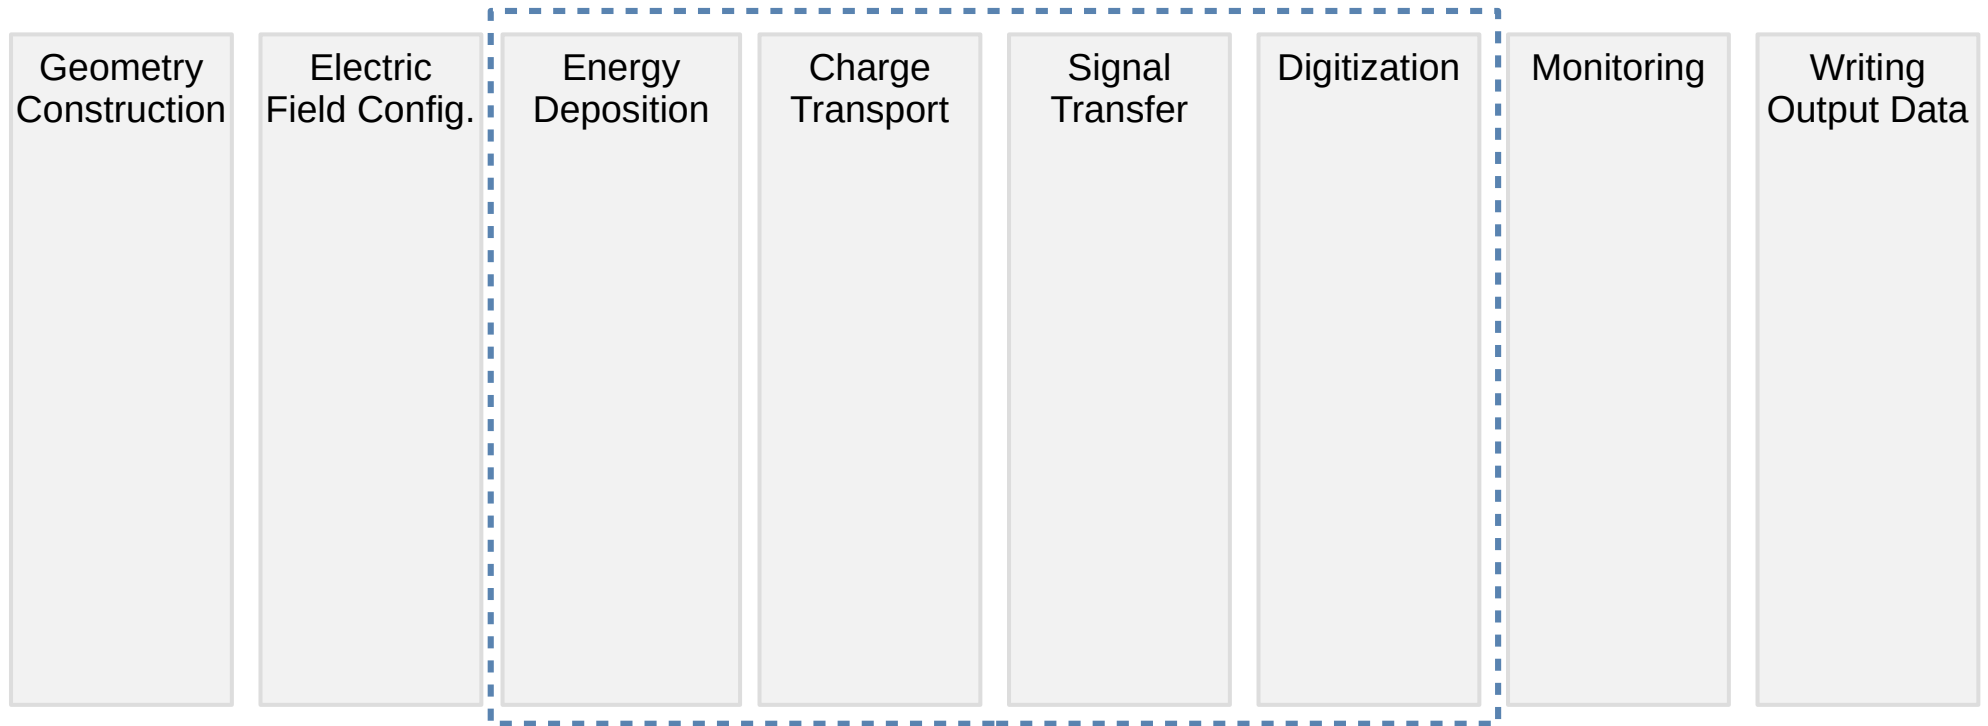 Geometry
Construction
Electric
Field Config.
Energy
Deposition
Charge
Transport
Signal
Transfer
Digitization
Monitoring
Writing
Output Data